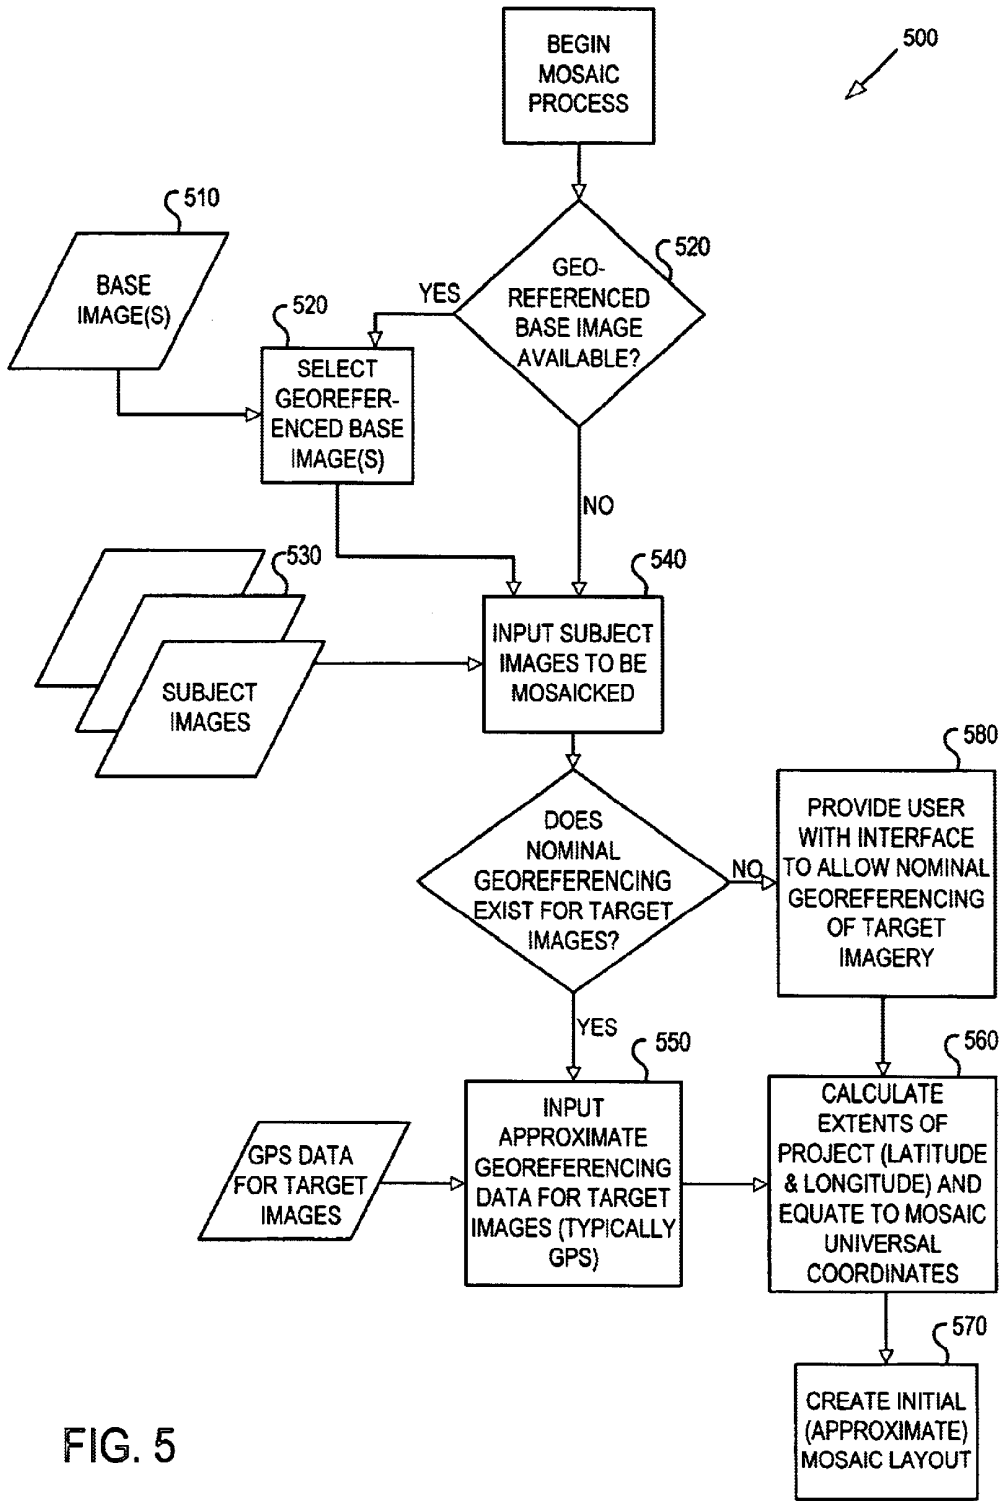 BEGIN
MOSAIC
PROCESS
500
510
BASE
IMAGE(S)
520
GEO-
REFERENCED
BASE IMAGE
AVAILABLE?
YES
520
SELECT
GEOREFER-
ENCED BASE
IMAGE(S)
NO
530
SUBJECT
IMAGES
540
INPUT SUBJECT
IMAGES TO BE
MOSAICKED
DOES
NOMINAL
GEOREFERENCING
EXIST FOR TARGET
IMAGES?
NO
580
PROVIDE USER
WITH INTERFACE
TO ALLOW NOMINAL
GEOREFERENCING
OF TARGET
IMAGERY
YES
GPS DATA
FOR TARGET
IMAGES
550
INPUT
APPROXIMATE
GEOREFERENCING
DATA FOR TARGET
IMAGES (TYPICALLY
GPS)
560
CALCULATE
EXTENTS OF
PROJECT (LATITUDE
& LONGITUDE) AND
EQUATE TO MOSAIC
UNIVERSAL
COORDINATES
570
CREATE INITIAL
(APPROXIMATE)
MOSAIC LAYOUT
FIG. 5